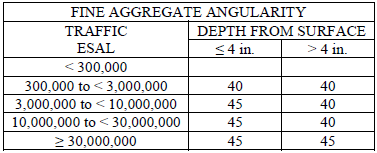 FINE AGGREGATE ANGULARITY
TRAFFIC DEPTH FROM SURFACE
ESAL ≤ 4 in. > 4 in.
< 300,000
300,000 to < 3,000,000 40 40
3,000,000 to < 10,000,000 45 40
10,000,000 to < 30,000,000 45 40
≥ 30,000,000 45 45